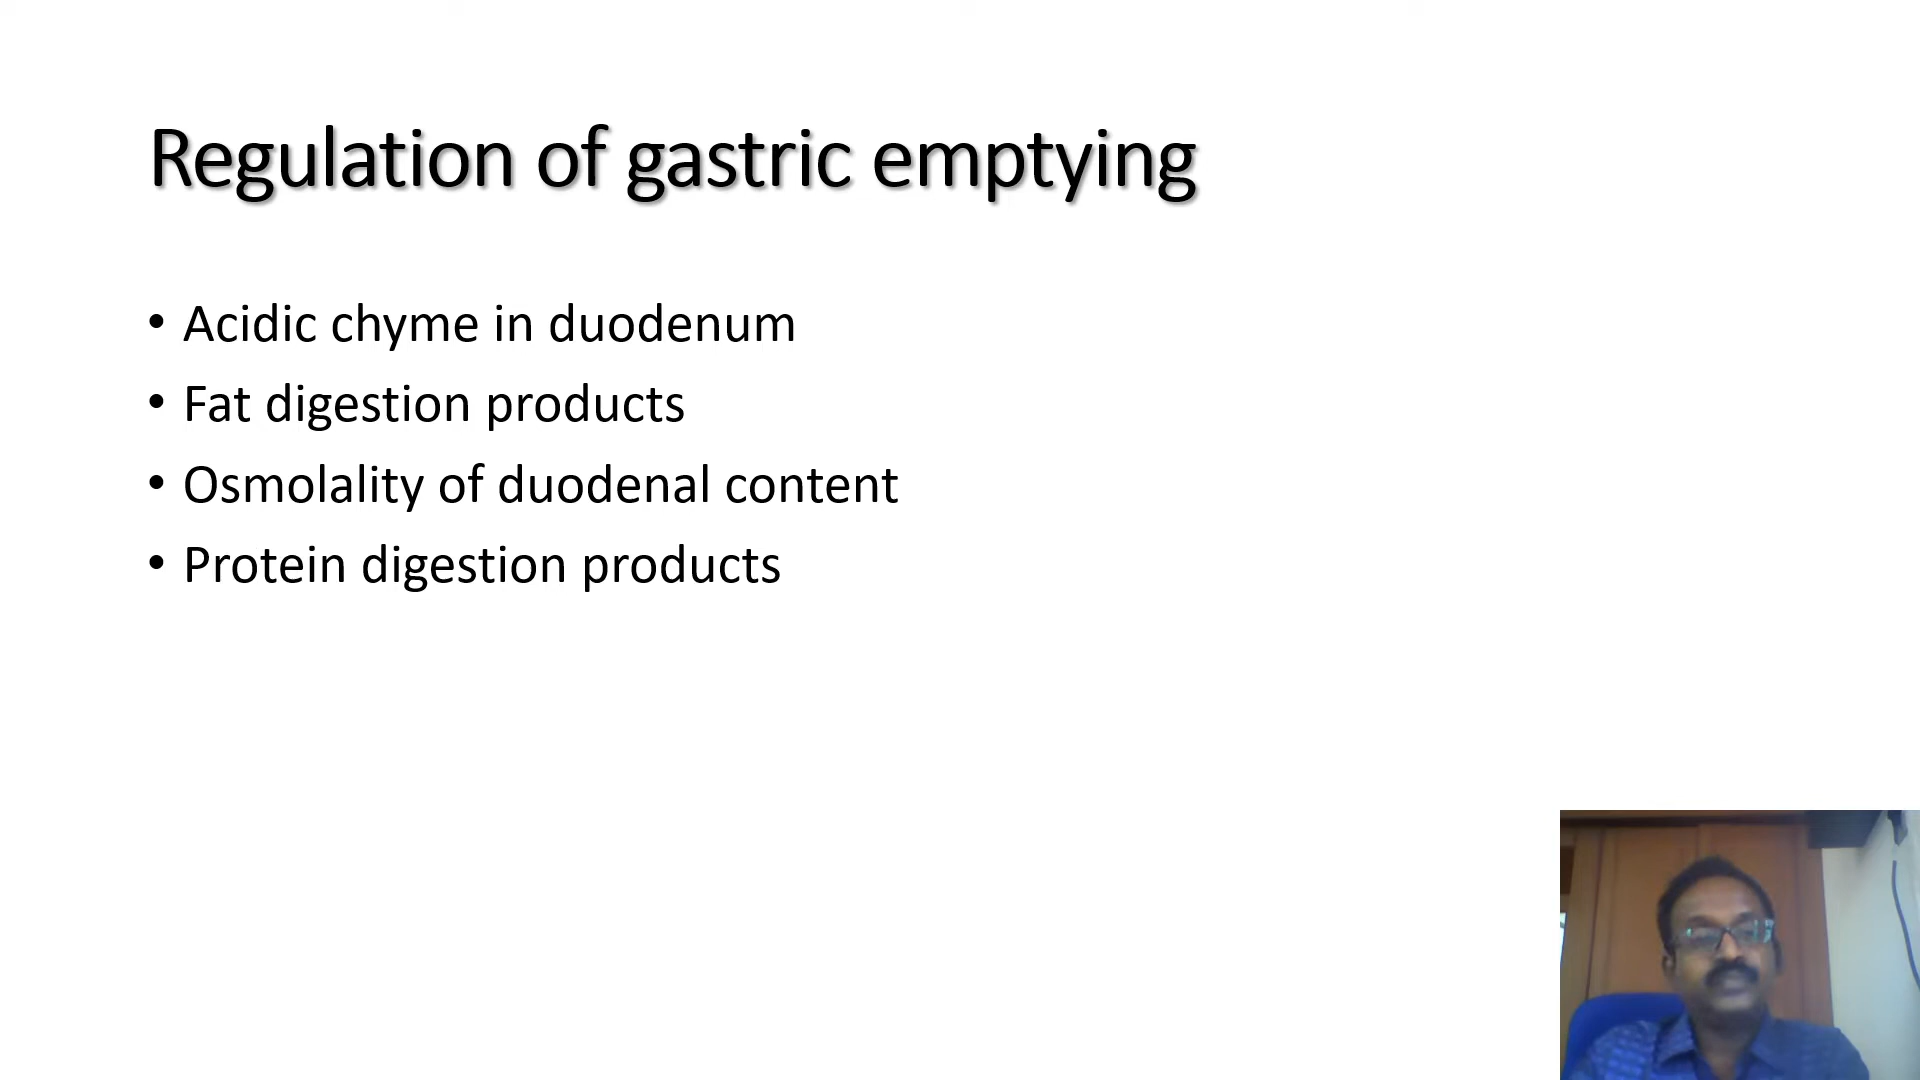 Regulation of gastric emptying
• Acidic chyme in duodenum
• Fat digestion products
• Osmolality of duodenal content
• Protein digestion products